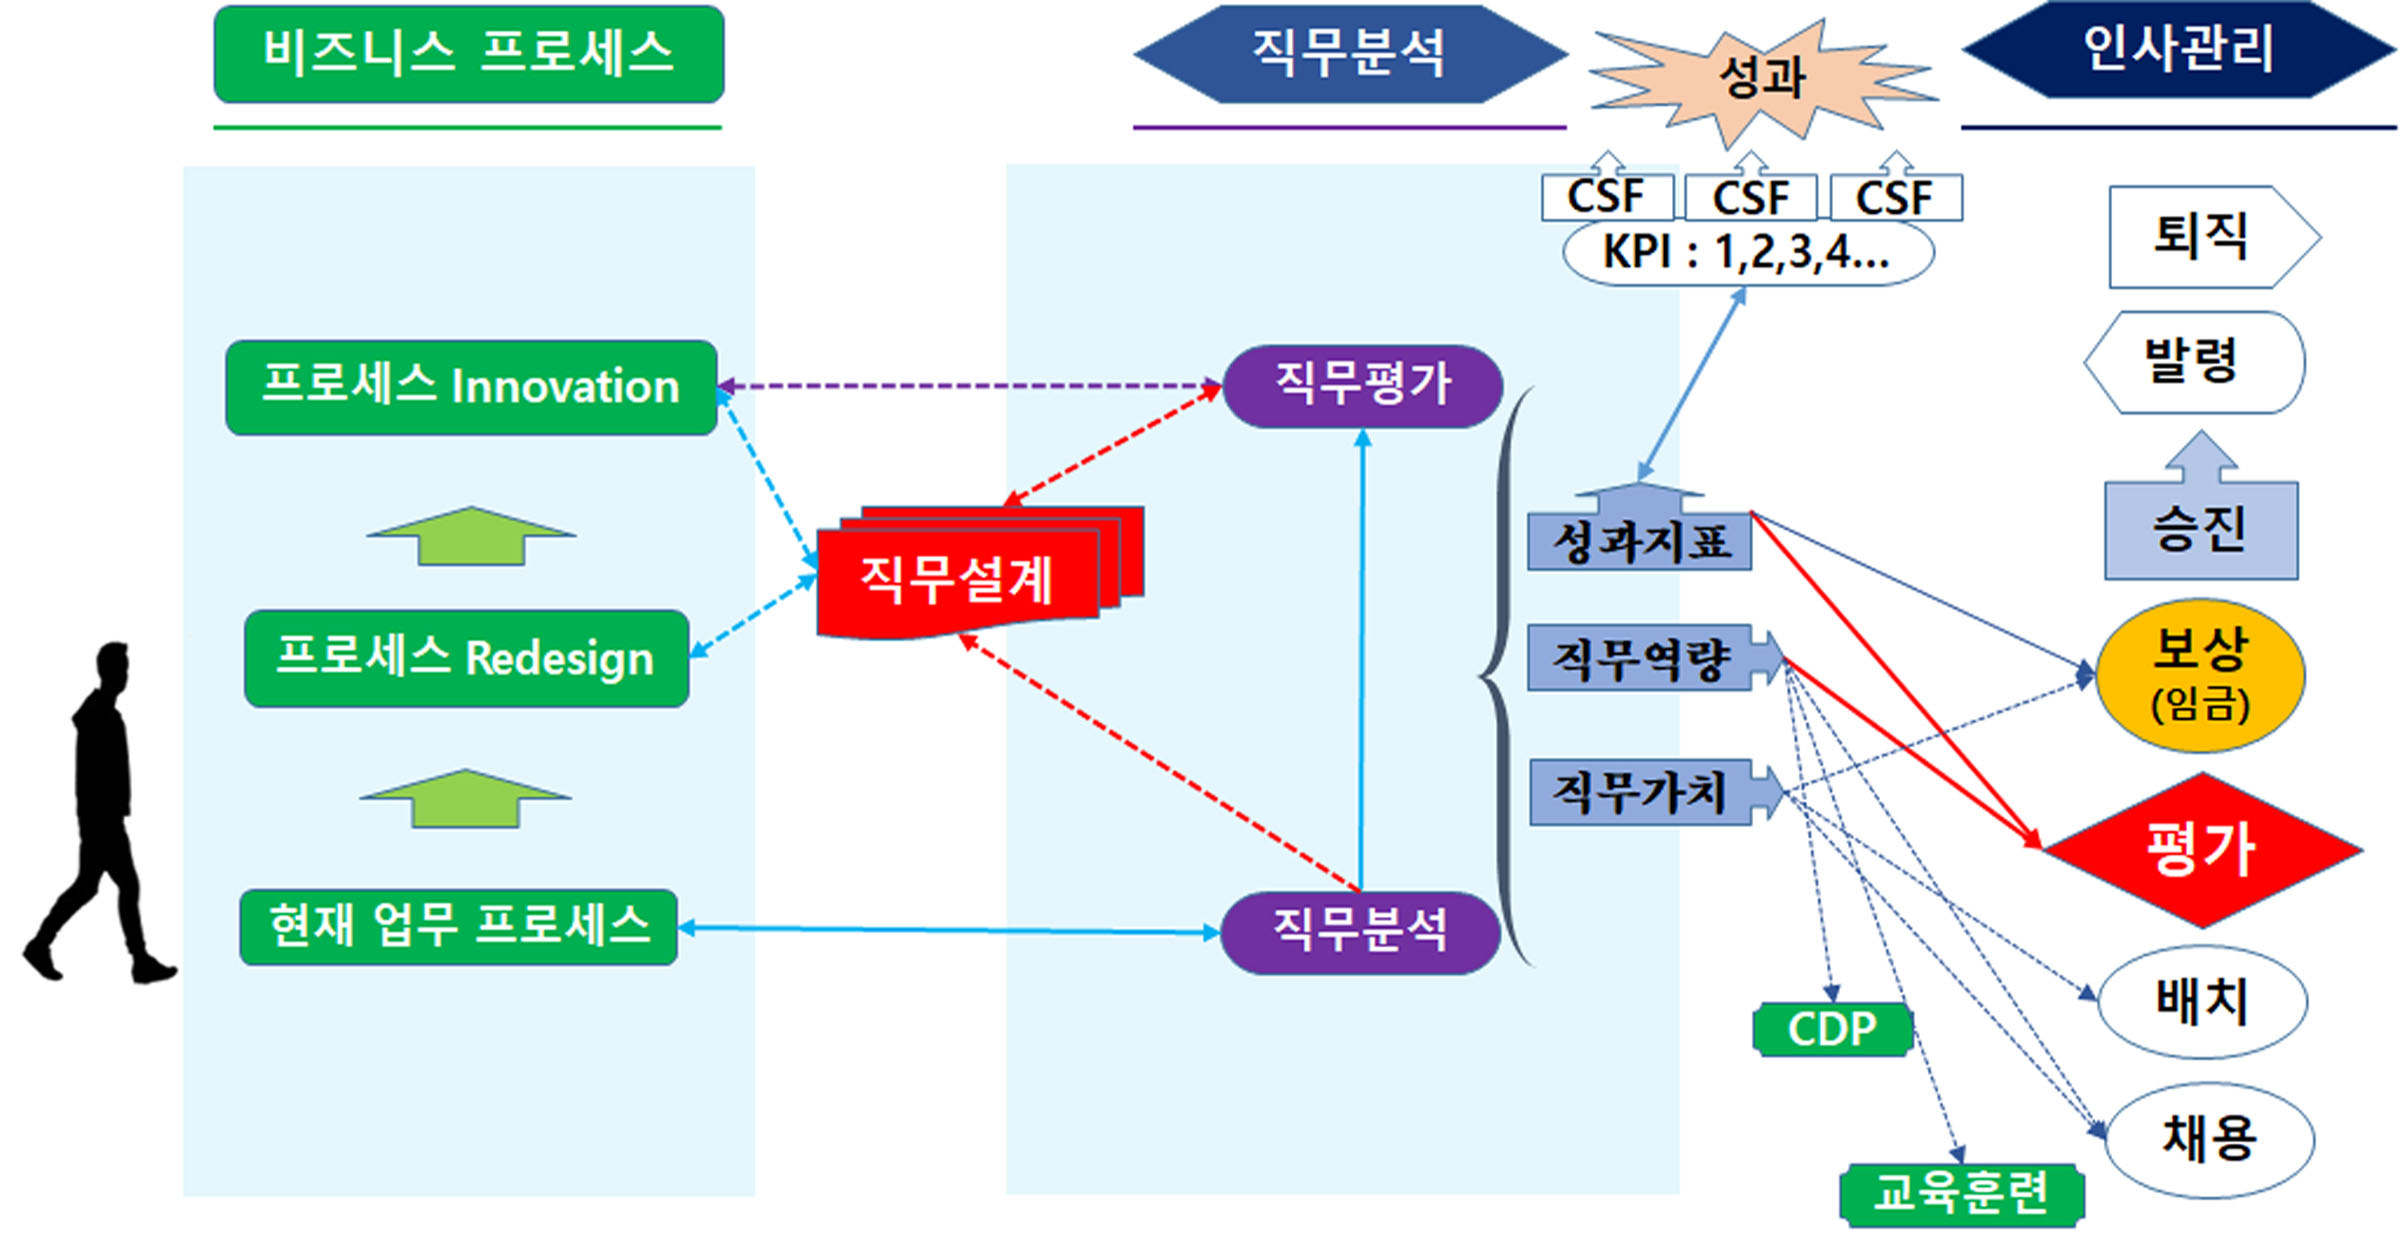 비즈니스 프로세스
직무분석
성과
인사관리
CSF
CSF
CSF
KPI : 1,2,3,4...
프로세스 Innovation
프로세스 Redesign
현재 업무 프로세스
직무설계
직무평가
직무분석
성과지표
직무역량
직무가치
CDP
교육훈련
퇴직
발령
승진
보상
(임금)
평가
배치
채용